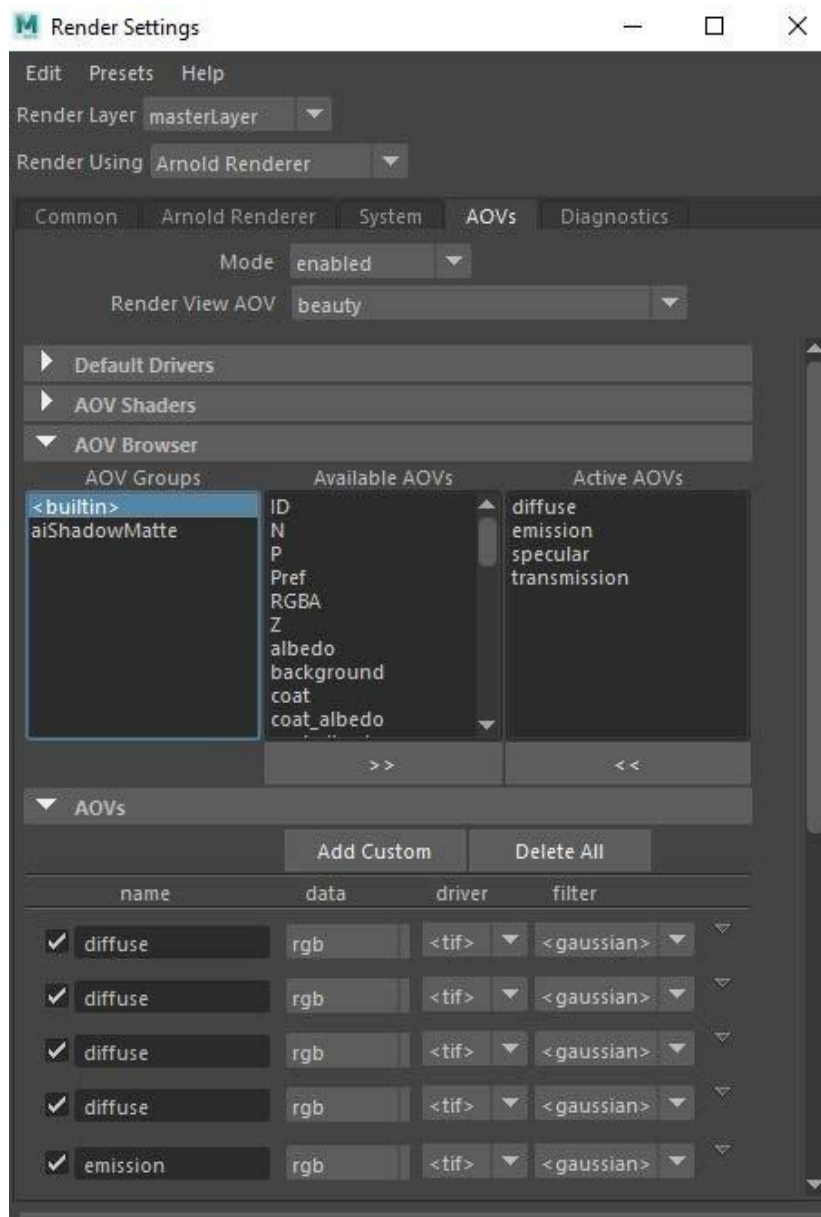 Render Settings
Edit Presets Help
Render Layer masterLayer
Render Using Arnold Renderer
Common Arnold Renderer System AOVs Diagnostics
Mode enabled
Render View AOV beauty
Default Drivers
AOV Shaders
AOV Browser
AOV Groups Available AOVs Active AOVs
<builtin> ID diffuse
aiShadowMatte N emission
P specular
Pref transmission
RGBA
Z
albedo
background
coat
coat_albedo
>> <<
AOVs
Add Custom Delete All
name data driver filter
diffuse rgb <tif> <gaussian>
diffuse rgb <tif> <gaussian>
diffuse rgb <tif> <gaussian>
diffuse rgb <tif> <gaussian>
emission rgb <tif> <gaussian>